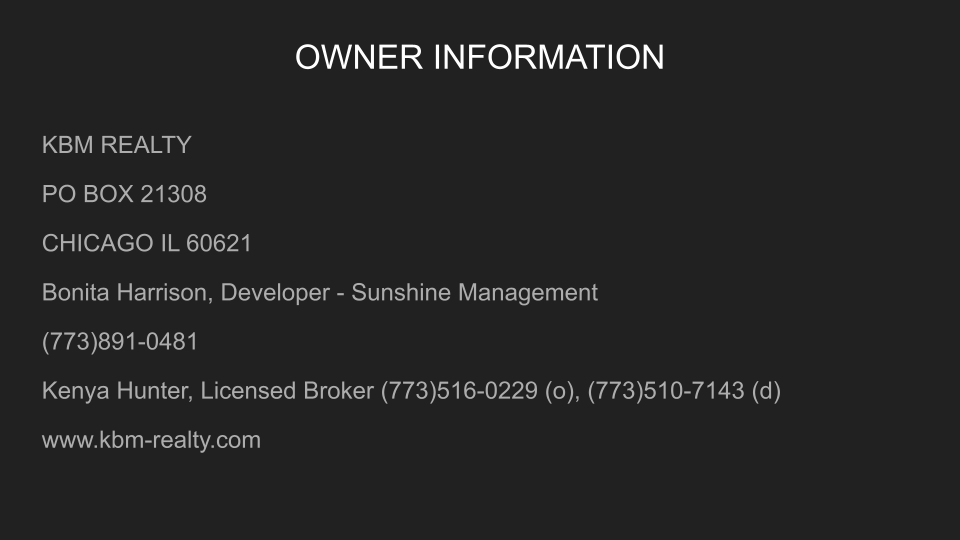 OWNER INFORMATION
KBM REALTY
PO BOX 21308
CHICAGO IL 60621
Bonita Harrison, Developer - Sunshine Management
(773)891-0481
Kenya Hunter, Licensed Broker (773)516-0229 (o), (773)510-7143 (d)
www.kbm-realty.com